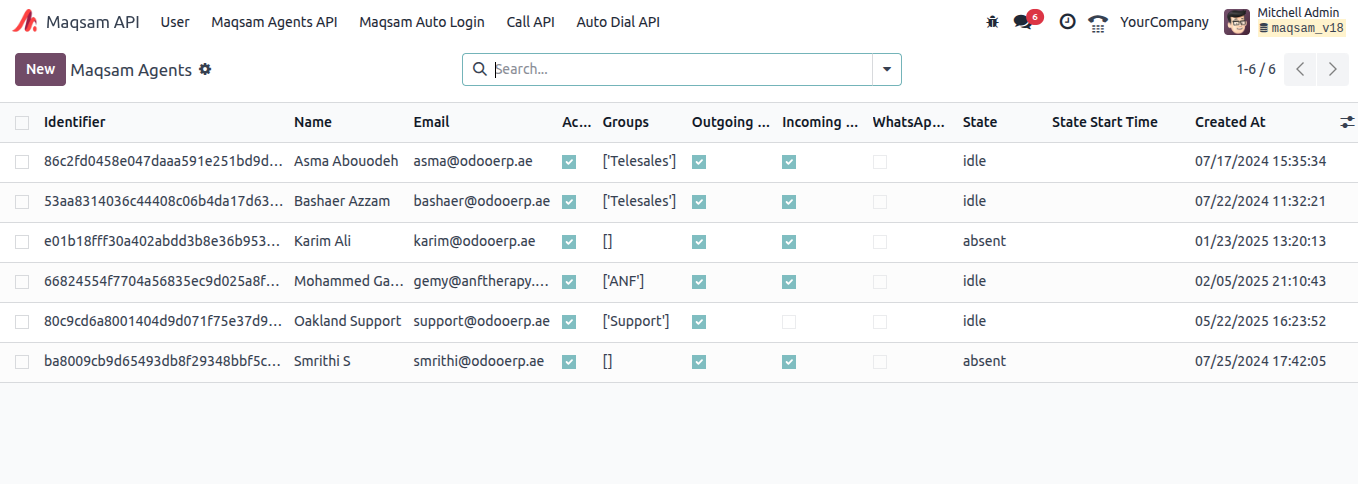 Maqsam API User Maqsam Agents API Maqsam Auto Login Call API Auto Dial API 6 YourCompany Mitchell Admin
maqsam_v18
New Maqsam Agents Search... 1-6 / 6
Identifier Name Email Ac... Groups Outgoing ... Incoming ... WhatsAp... State State Start Time Created At
86c2fd0458e047daaa591e251bd9d... Asma Abouodeh asma@odooerp.ae ['Telesales'] idle 07/17/2024 15:35:34
53aa8314036c44408c06b4da17d63... Bashaer Azzam bashaer@odooerp.ae ['Telesales'] idle 07/22/2024 11:32:21
e01b18fff30a402abdd3b8e36b953... Karim Ali karim@odooerp.ae [] absent 01/23/2025 13:20:13
66824554f7704a56835ec9d025a8f... Mohammed Ga... gemy@anftherapy.... ['ANF'] idle 02/05/2025 21:10:43
80c9cd6a8001404d9d071f75e37d9... Oakland Support support@odooerp.ae ['Support'] idle 05/22/2025 16:23:52
ba8009cb9d65493db8f29348bbf5c... Smrithi S smrithi@odooerp.ae [] absent 07/25/2024 17:42:05